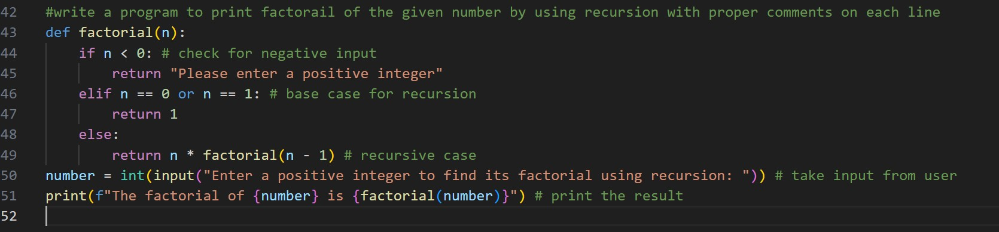 42 #write a program to print factorail of the given number by using recursion with proper comments on each line
43 def factorial(n):
44     if n < 0: # check for negative input
45         return "Please enter a positive integer"
46     elif n == 0 or n == 1: # base case for recursion
47         return 1
48     else:
49         return n * factorial(n - 1) # recursive case
50 number = int(input("Enter a positive integer to find its factorial using recursion: ")) # take input from user
51 print(f"The factorial of {number} is {factorial(number)}") # print the result
52